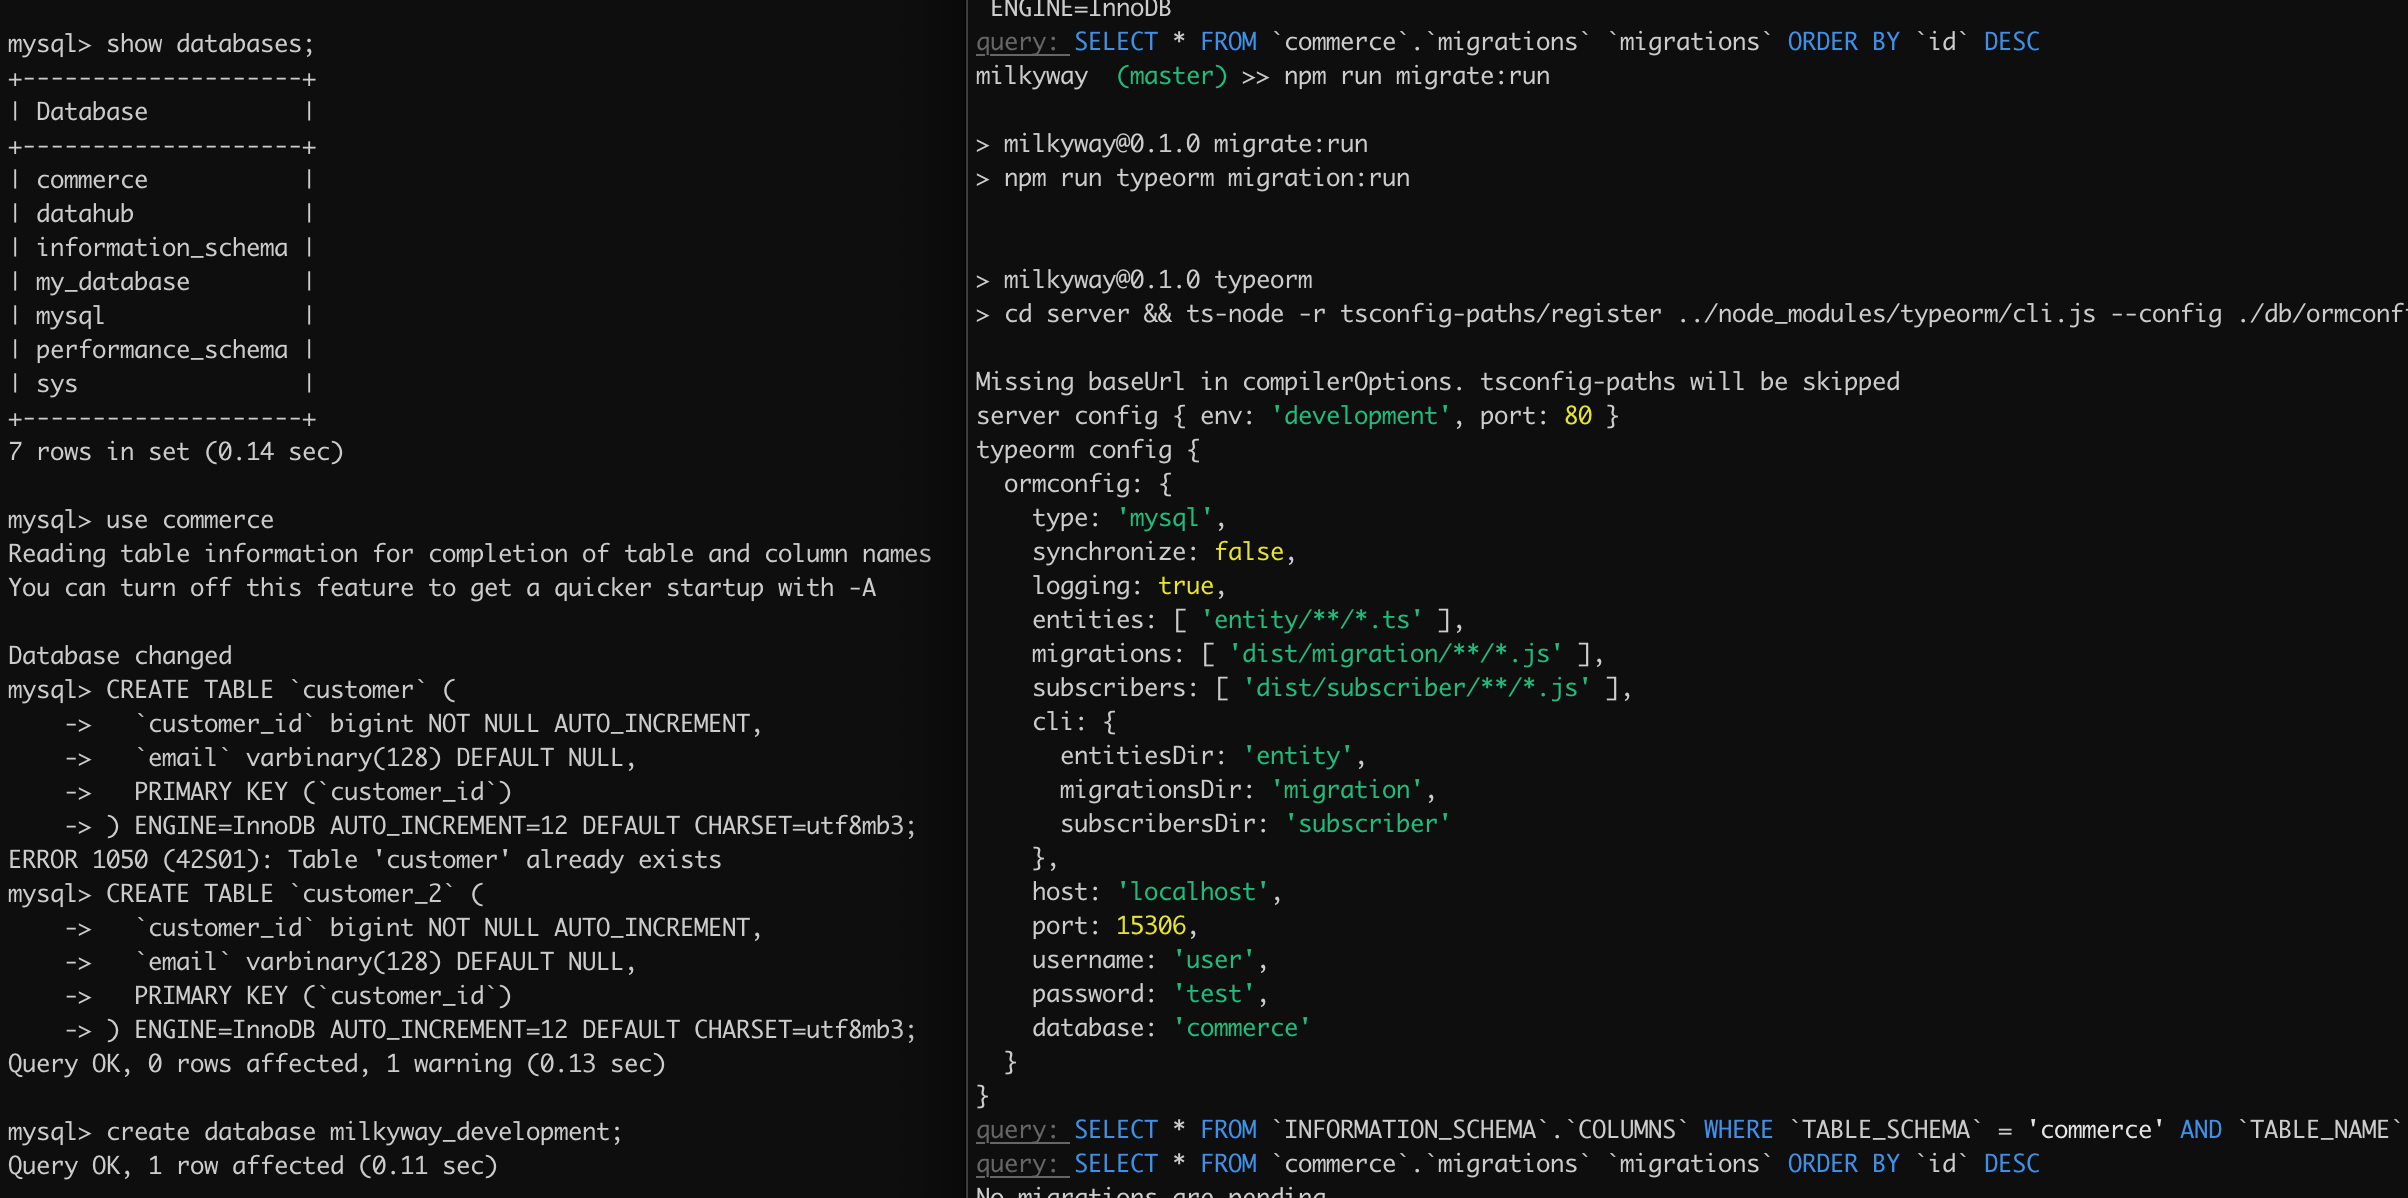 mysql> show databases;
+--------------------+
| Database           |
+--------------------+
| commerce           |
| datahub            |
| information_schema |
| my_database        |
| mysql              |
| performance_schema |
| sys                |
+--------------------+
7 rows in set (0.14 sec)
mysql> use commerce
Reading table information for completion of table and column names
You can turn off this feature to get a quicker startup with -A
Database changed
mysql> CREATE TABLE `customer` (
    ->   `customer_id` bigint NOT NULL AUTO_INCREMENT,
    ->   `email` varbinary(128) DEFAULT NULL,
    ->   PRIMARY KEY (`customer_id`)
    -> ) ENGINE=InnoDB AUTO_INCREMENT=12 DEFAULT CHARSET=utf8mb3;
ERROR 1050 (42S01): Table 'customer' already exists
mysql> CREATE TABLE `customer_2` (
    ->   `customer_id` bigint NOT NULL AUTO_INCREMENT,
    ->   `email` varbinary(128) DEFAULT NULL,
    ->   PRIMARY KEY (`customer_id`)
    -> ) ENGINE=InnoDB AUTO_INCREMENT=12 DEFAULT CHARSET=utf8mb3;
Query OK, 0 rows affected, 1 warning (0.13 sec)
mysql> create database milkyway_development;
Query OK, 1 row affected (0.11 sec)
ENGINE=InnoDB
query: SELECT * FROM `commerce`.`migrations` `migrations` ORDER BY `id` DESC
milkyway  (master) >> npm run migrate:run
> milkyway@0.1.0 migrate:run
> npm run typeorm migration:run
> milkyway@0.1.0 typeorm
> cd server && ts-node -r tsconfig-paths/register ../node_modules/typeorm/cli.js --config ./db/ormconf
Missing baseUrl in compilerOptions. tsconfig-paths will be skipped
server config { env: 'development', port: 80 }
typeorm config {
  ormconfig: {
    type: 'mysql',
    synchronize: false,
    logging: true,
    entities: [ 'entity/**/*.ts' ],
    migrations: [ 'dist/migration/**/*.js' ],
    subscribers: [ 'dist/subscriber/**/*.js' ],
    cli: {
      entitiesDir: 'entity',
      migrationsDir: 'migration',
      subscribersDir: 'subscriber'
    },
    host: 'localhost',
    port: 15306,
    username: 'user',
    password: 'test',
    database: 'commerce'
  }
}
query: SELECT * FROM `INFORMATION_SCHEMA`.`COLUMNS` WHERE `TABLE_SCHEMA` = 'commerce' AND `TABLE_NAME`
query: SELECT * FROM `commerce`.`migrations` `migrations` ORDER BY `id` DESC
No migrations are pending